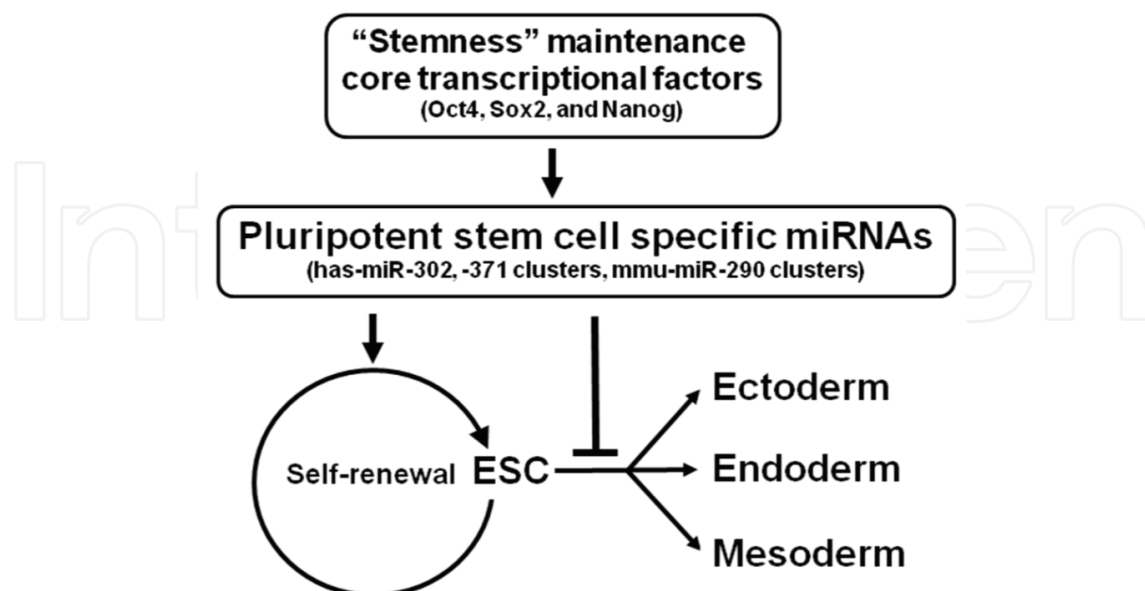 “Stemness” maintenance
core transcriptional factors
(Oct4, Sox2, and Nanog)
Pluripotent stem cell specific miRNAs
(has-miR-302, -371 clusters, mmu-miR-290 clusters)
Ectoderm
Self-renewal ESC
Endoderm
Mesoderm